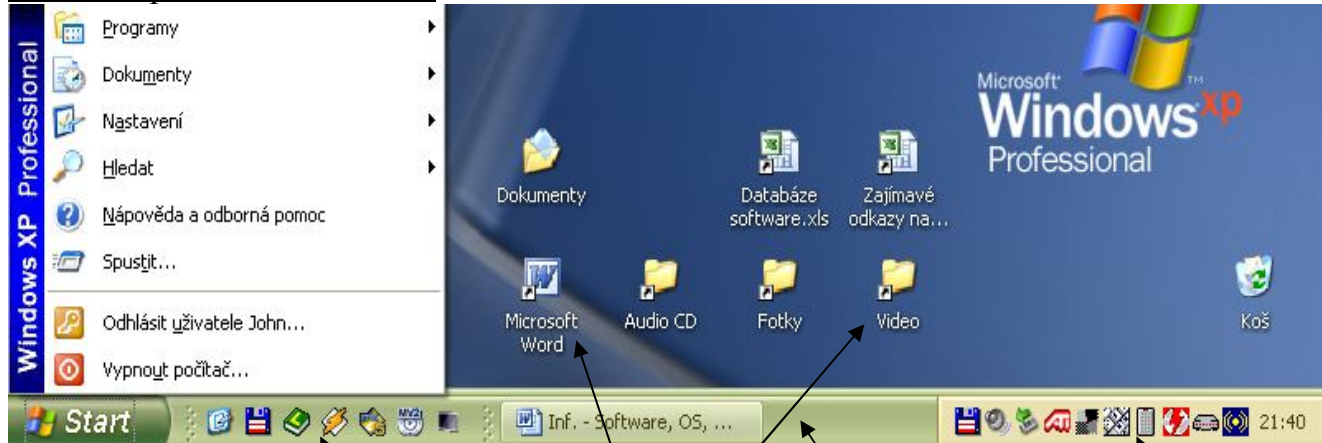 Windows XP Professional
Programy
Dokumenty
Nastavení
Hledat
Nápověda a odborná pomoc
Spustit...
Odhlásit uživatele John...
Vypnout počítač...
Microsoft
Windows xp
TM
Professional
Dokumenty
Databáze
software.xls
Zajímavé
odkazy na...
Microsoft
Word
Audio CD
Fotky
Video
Koš
Start
Inf. - Software, OS, ...
21:40